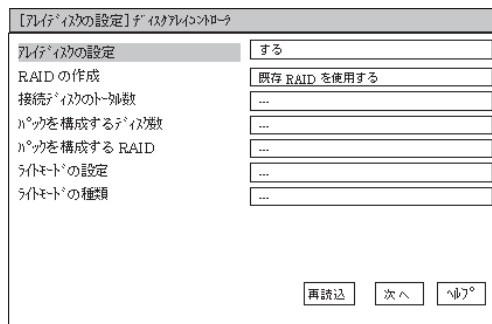 [ｱﾚｲﾃﾞｨｽｸの設定] ﾃﾞｨｽｸｱﾚｲｺﾝﾄﾛｰﾗ
ｱﾚｲﾃﾞｨｽｸの設定 する
RAID の作成 既存 RAID を使用する
接続ﾃﾞｨｽｸのﾄｰﾀﾙ数 ...
ﾊﾟｯｸを構成するﾃﾞｨｽｸ数 ...
ﾊﾟｯｸを構成する RAID ...
ﾗｲﾄﾓｰﾄﾞの設定 ...
ﾗｲﾄﾓｰﾄﾞの種類 ...
再読込 次へ ﾍﾙﾌﾟ